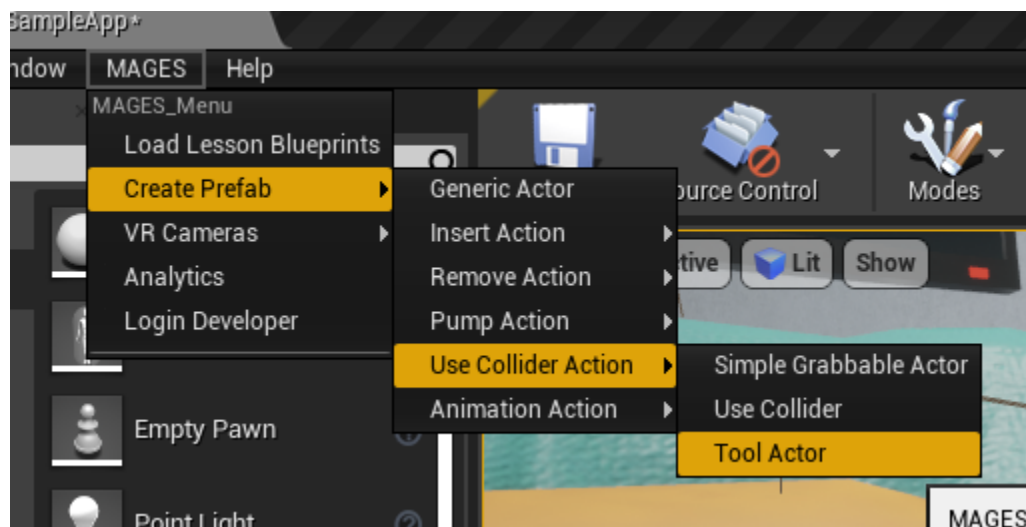 SampleApp*
ndow MAGES Help
MAGES_Menu
Load Lesson Blueprints
Create Prefab
VR Cameras
Analytics
Login Developer
Generic Actor
Insert Action
Remove Action
Pump Action
Use Collider Action
Animation Action
Simple Grabbable Actor
Use Collider
Tool Actor
ource Control
Modes
tive
Lit
Show
Empty Pawn
Point Light
MAGES